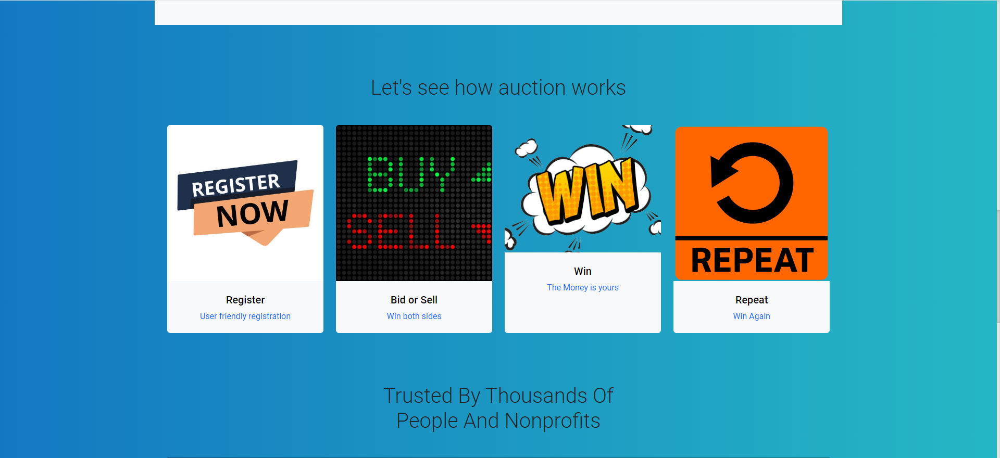 Let's see how auction works
REGISTER
NOW
BUY
SELL
WIN
REPEAT
Register
User friendly registration
Bid or Sell
Win both sides
Win
The Money is yours
Repeat
Win Again
Trusted By Thousands Of
People And Nonprofits